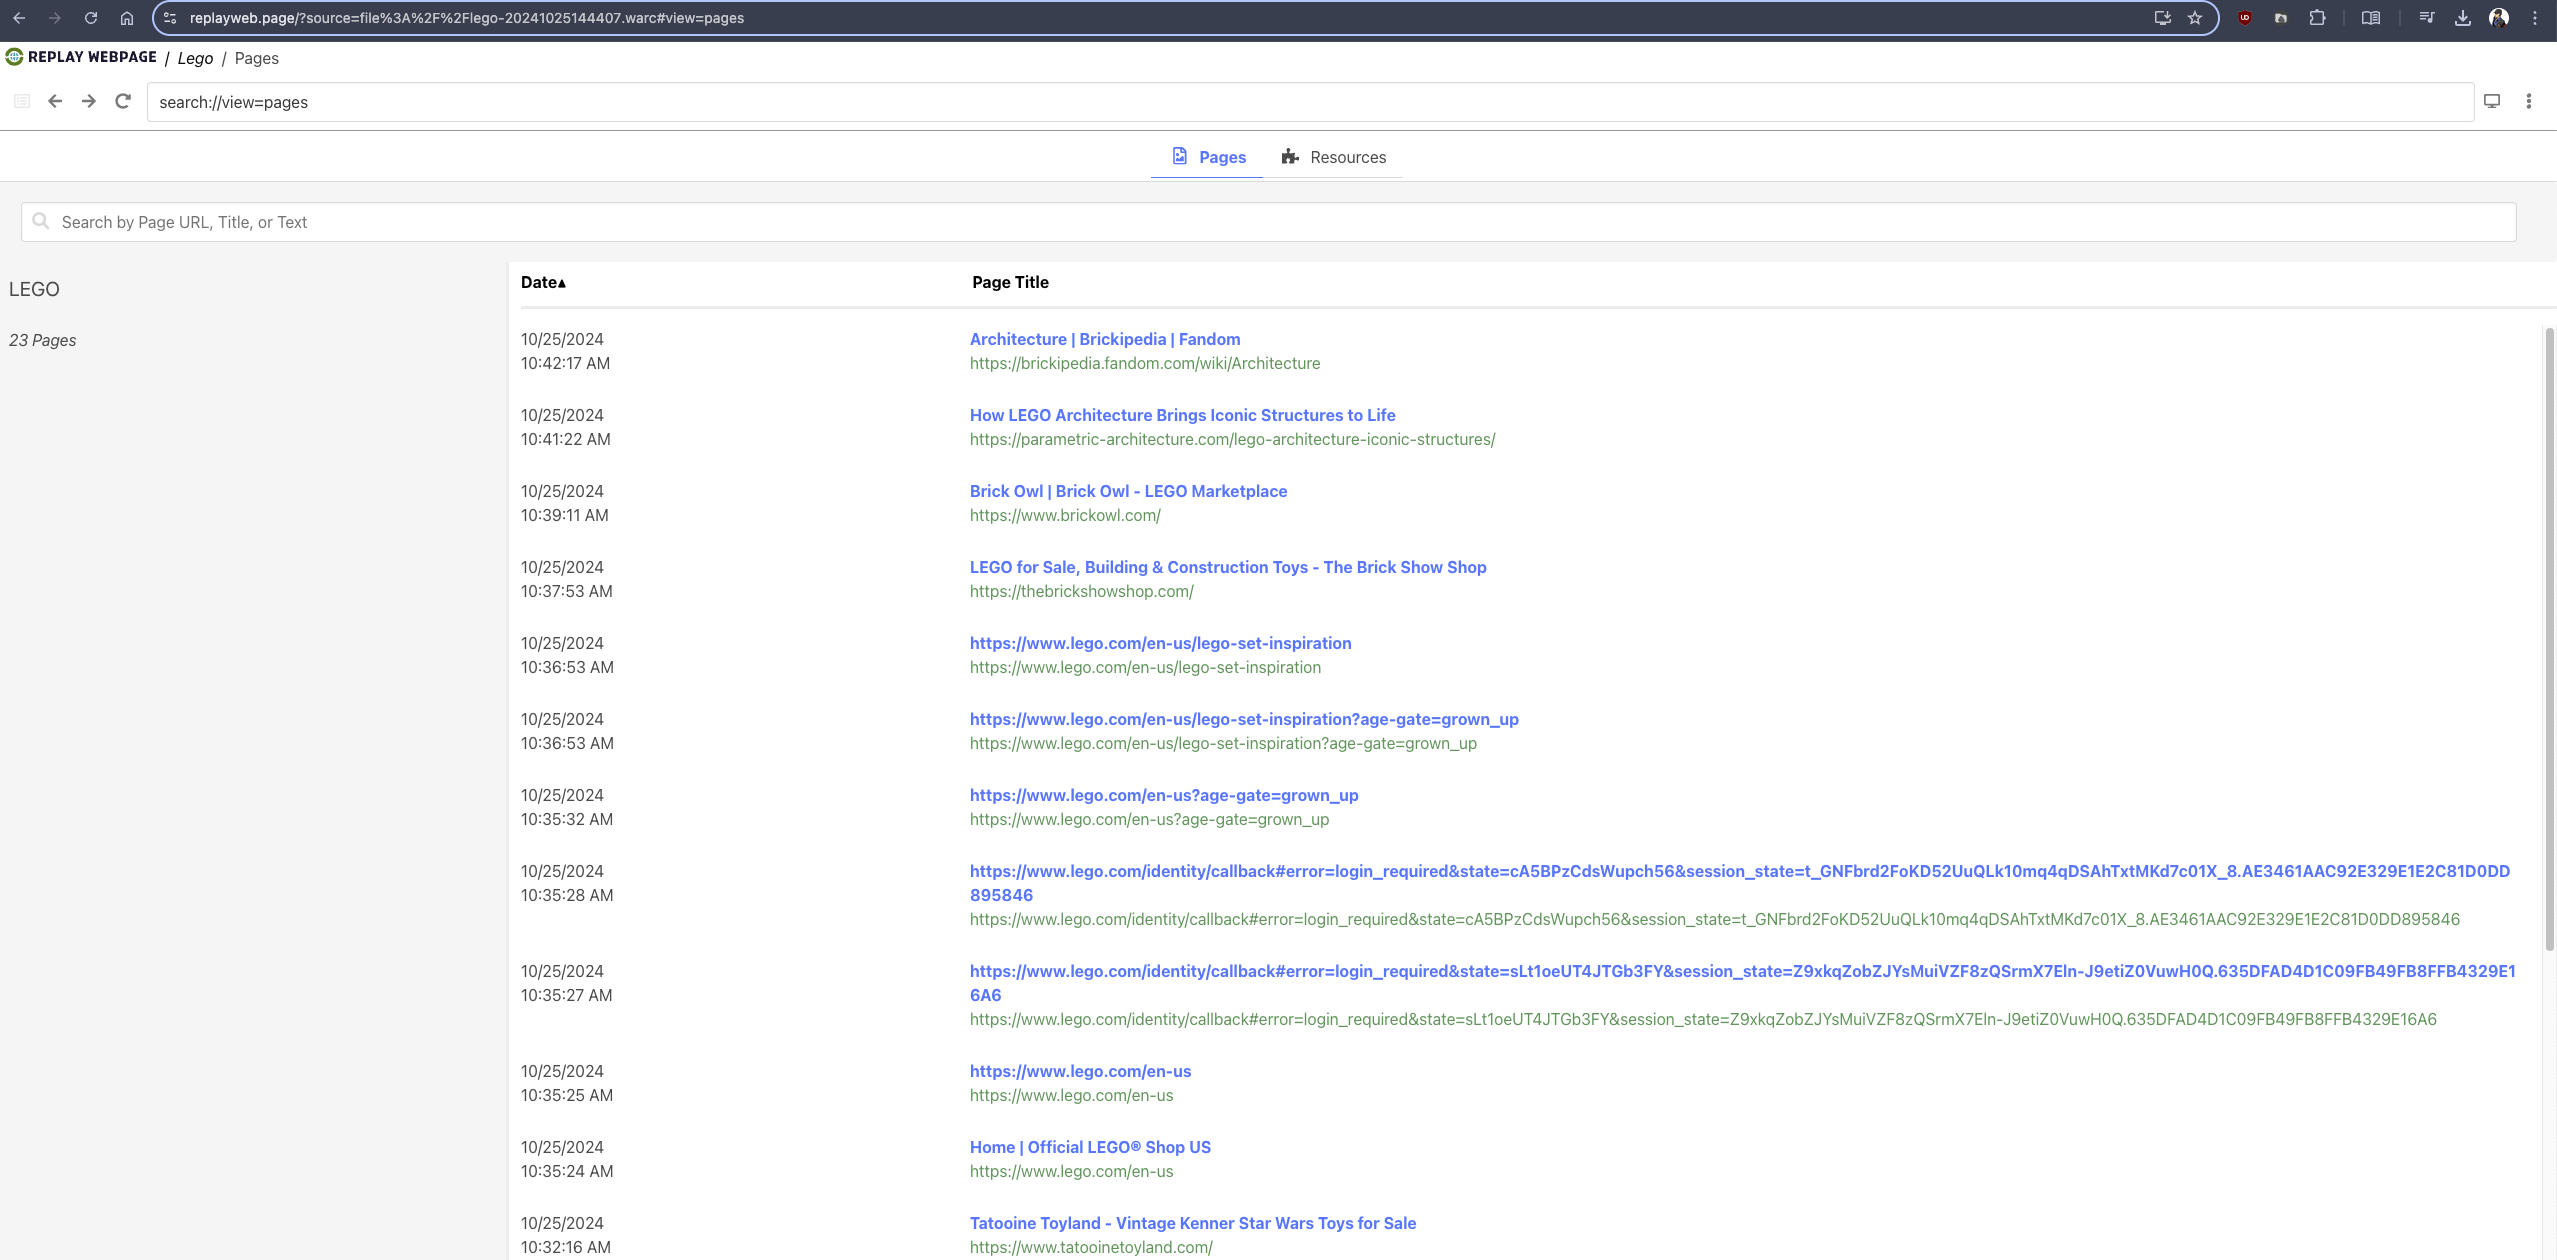 replayweb.page/?source=file%3A%2F%2Flego-20241025144407.warc#view=pages
REPLAY WEBPAGE / Lego / Pages
search://view=pages
Pages Resources
Search by Page URL, Title, or Text
LEGO
23 Pages
Date▴ Page Title
10/25/2024 Architecture | Brickipedia | Fandom
10:42:17 AM https://brickipedia.fandom.com/wiki/Architecture
10/25/2024 How LEGO Architecture Brings Iconic Structures to Life
10:41:22 AM https://parametric-architecture.com/lego-architecture-iconic-structures/
10/25/2024 Brick Owl | Brick Owl - LEGO Marketplace
10:39:11 AM https://www.brickowl.com/
10/25/2024 LEGO for Sale, Building & Construction Toys - The Brick Show Shop
10:37:53 AM https://thebrickshowshop.com/
10/25/2024 https://www.lego.com/en-us/lego-set-inspiration
10:36:53 AM https://www.lego.com/en-us/lego-set-inspiration
10/25/2024 https://www.lego.com/en-us/lego-set-inspiration?age-gate=grown_up
10:36:53 AM https://www.lego.com/en-us/lego-set-inspiration?age-gate=grown_up
10/25/2024 https://www.lego.com/en-us?age-gate=grown_up
10:35:32 AM https://www.lego.com/en-us?age-gate=grown_up
10/25/2024 https://www.lego.com/identity/callback#error=login_required&state=cA5BPzCdsWupch56&session_state=t_GNFbrd2FoKD52UuQLk10mq4qDSAhTxtMKd7c01X_8.AE3461AAC92E329E1E2C81D0DD
10:35:28 AM 895846
https://www.lego.com/identity/callback#error=login_required&state=cA5BPzCdsWupch56&session_state=t_GNFbrd2FoKD52UuQLk10mq4qDSAhTxtMKd7c01X_8.AE3461AAC92E329E1E2C81D0DD895846
10/25/2024 https://www.lego.com/identity/callback#error=login_required&state=sLt1oeUT4JTGb3FY&session_state=Z9xkqZobZJYsMuiVZF8zQSrmX7EIn-J9etiZ0VuwH0Q.635DFAD4D1C09FB49FB8FFB4329E1
10:35:27 AM 6A6
https://www.lego.com/identity/callback#error=login_required&state=sLt1oeUT4JTGb3FY&session_state=Z9xkqZobZJYsMuiVZF8zQSrmX7EIn-J9etiZ0VuwH0Q.635DFAD4D1C09FB49FB8FFB4329E16A6
10/25/2024 https://www.lego.com/en-us
10:35:25 AM https://www.lego.com/en-us
10/25/2024 Home | Official LEGO® Shop US
10:35:24 AM https://www.lego.com/en-us
10/25/2024 Tatooine Toyland - Vintage Kenner Star Wars Toys for Sale
10:32:16 AM https://www.tatooinetoyland.com/